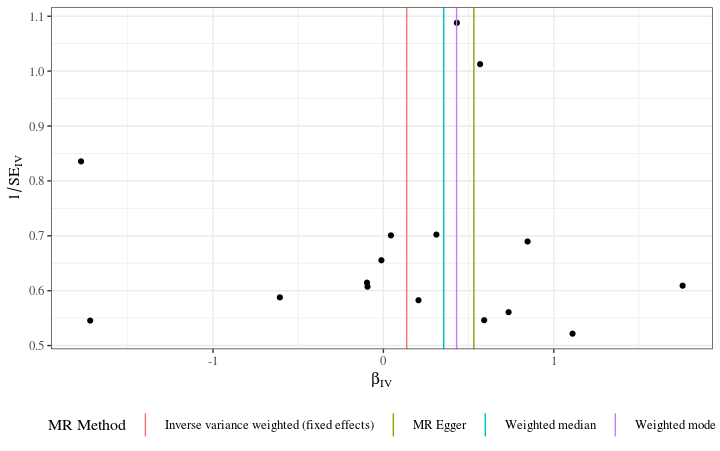 1.1
1.0
0.9
0.8
0.7
0.6
0.5
1/SE_IV
-1
0
1
β_IV
MR Method
Inverse variance weighted (fixed effects)
MR Egger
Weighted median
Weighted mode